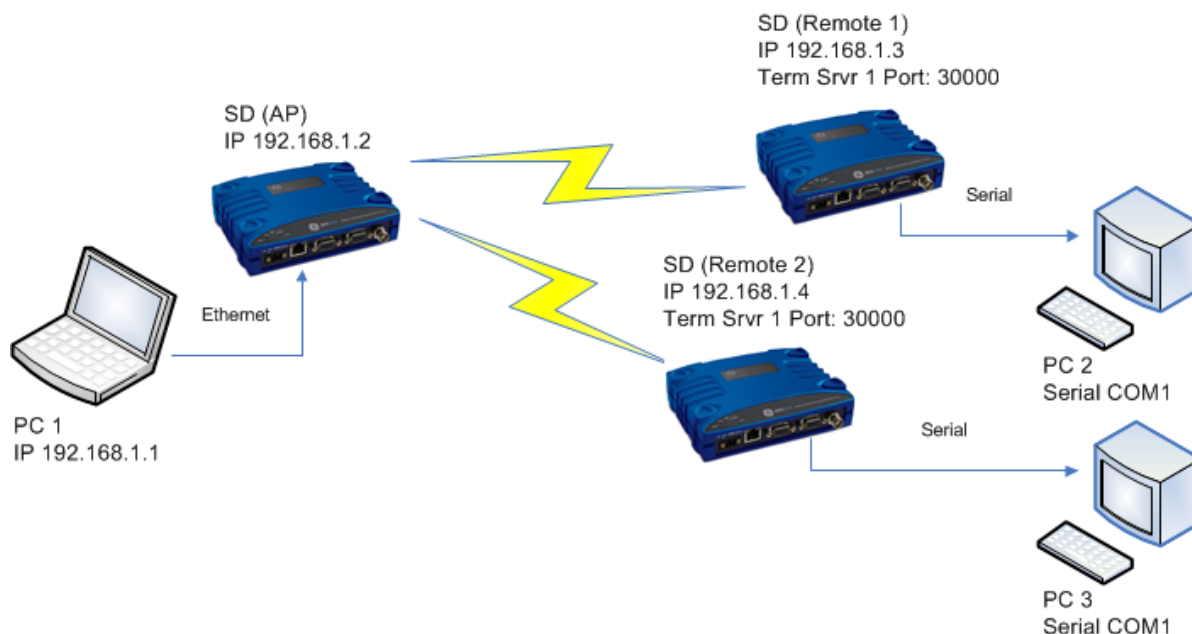 SD (Remote 1)
IP 192.168.1.3
Term Srvr 1 Port: 30000
SD (AP)
IP 192.168.1.2
Serial
SD (Remote 2)
IP 192.168.1.4
Term Srvr 1 Port: 30000
Ethernet
PC 2
Serial COM1
PC 1
IP 192.168.1.1
Serial
PC 3
Serial COM1